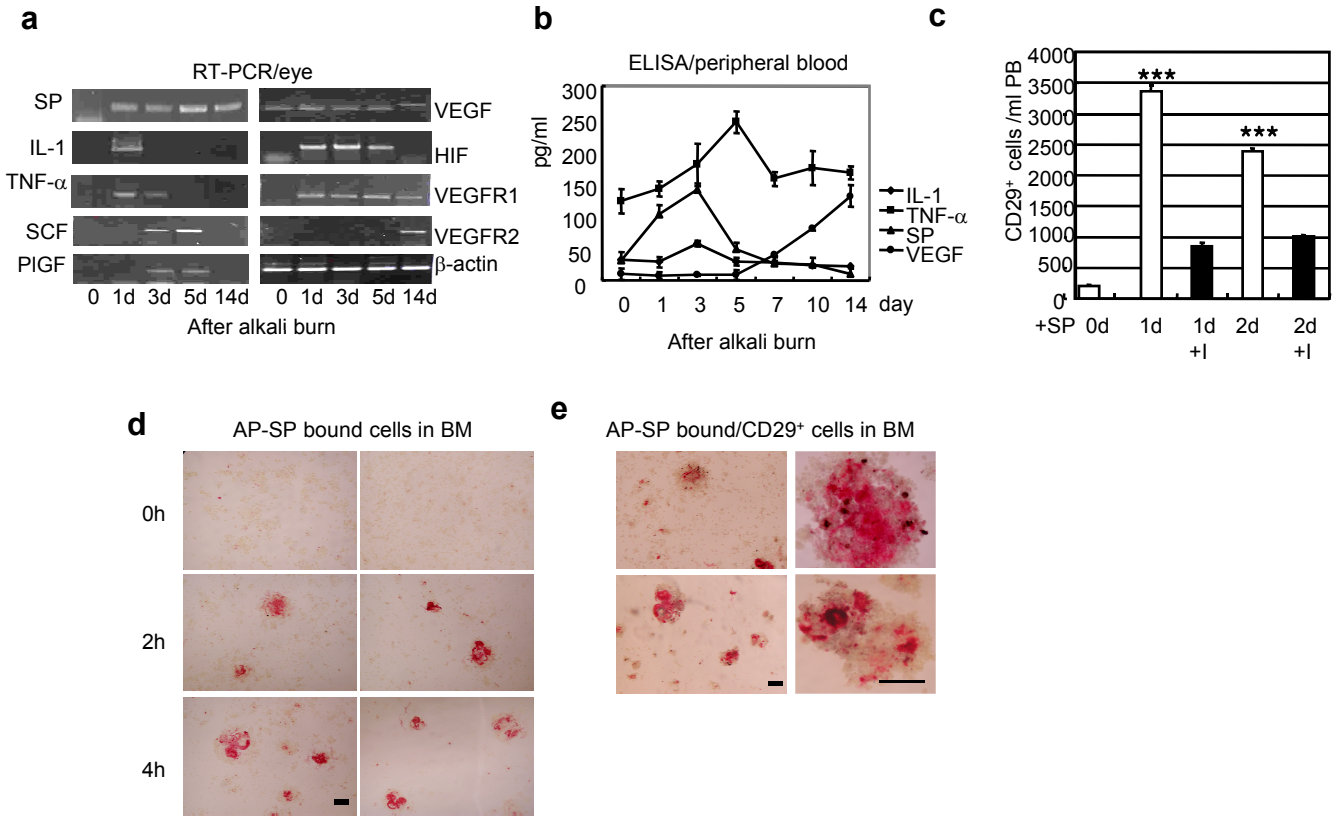 a
RT-PCR/eye
SP
IL-1
TNF-α
SCF
PlGF
VEGF
HIF
VEGFR1
VEGFR2
β-actin
0 1d 3d 5d 14d 0 1d 3d 5d 14d
After alkali burn
b
ELISA/peripheral blood
pg/ml
300
250
200
150
100
50
0
0 1 3 5 7 10 14 day
After alkali burn
IL-1
TNF-α
SP
VEGF
c
CD29⁺ cells /ml PB
4000
3500
3000
2500
2000
1500
1000
500
0
***
***
+SP 0d 1d 1d 2d 2d
+I +I
d
AP-SP bound cells in BM
0h
2h
4h
e
AP-SP bound/CD29⁺ cells in BM